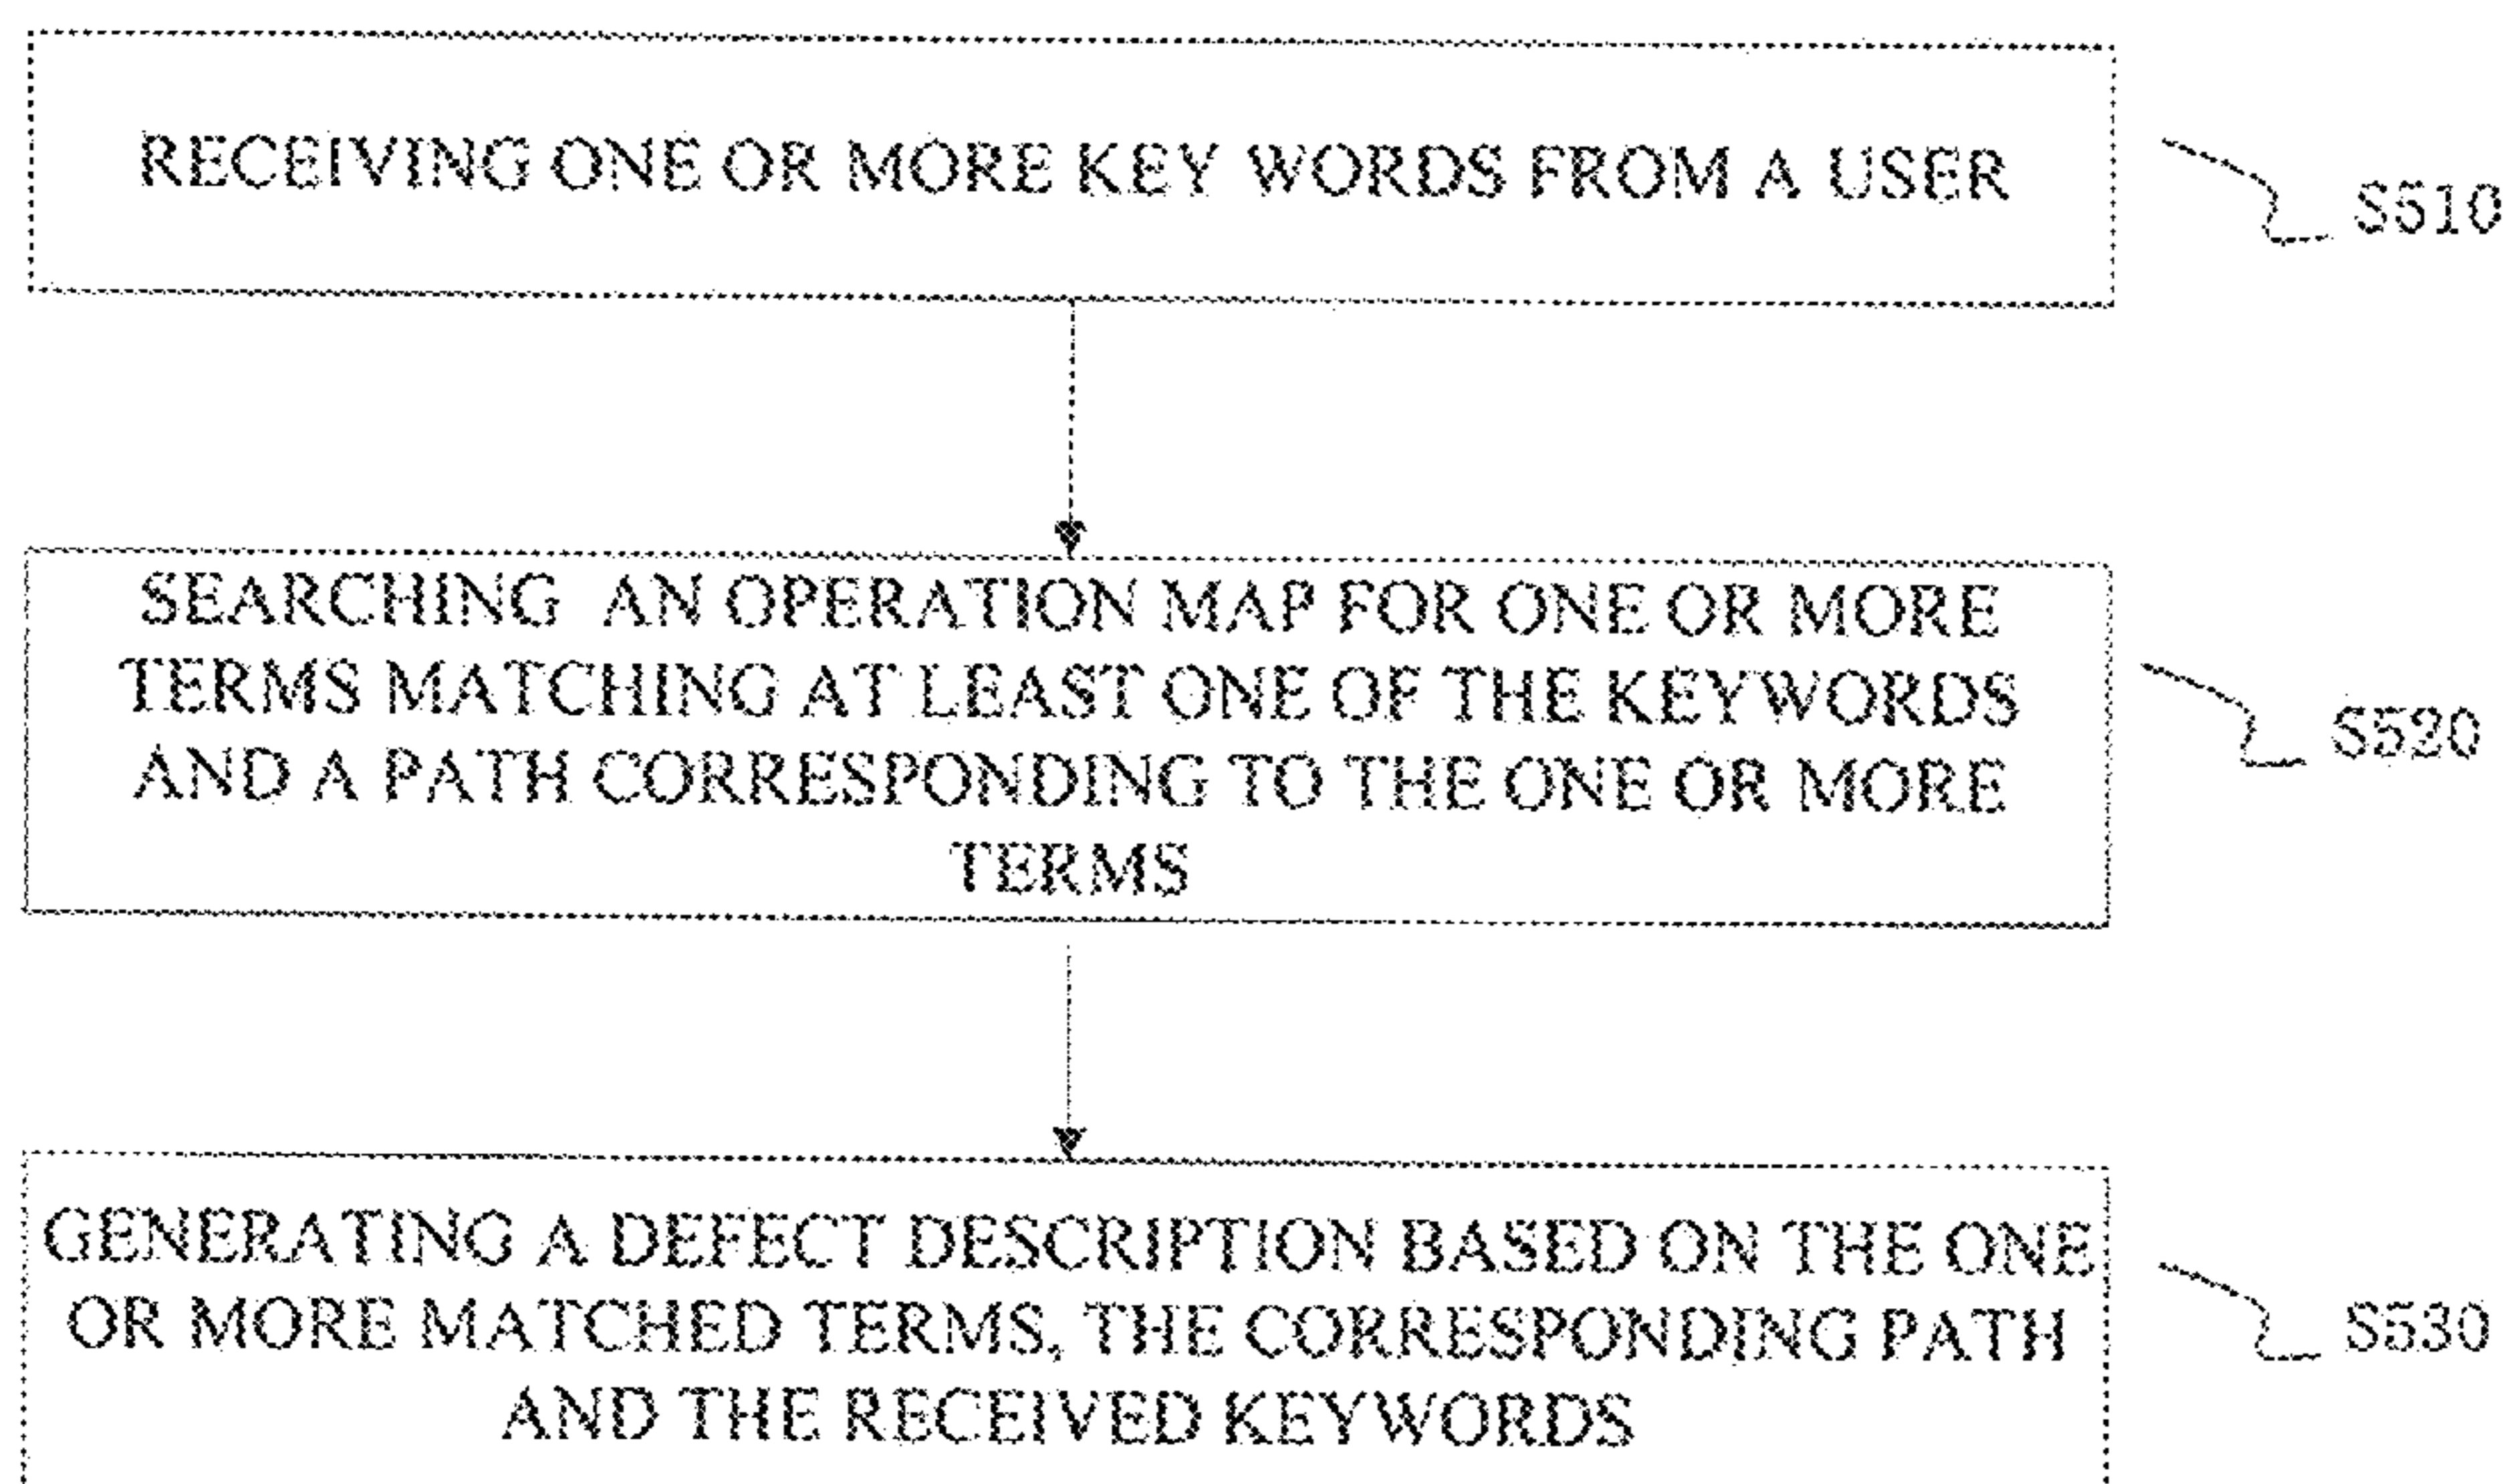 RECEIVING ONE OR MORE KEY WORDS FROM A USER
S510
SEARCHING AN OPERATION MAP FOR ONE OR MORE
TERMS MATCHING AT LEAST ONE OF THE KEYWORDS
AND A PATH CORRESPONDING TO THE ONE OR MORE
TERMS
S520
GENERATING A DEFECT DESCRIPTION BASED ON THE ONE
OR MORE MATCHED TERMS, THE CORRESPONDING PATH
AND THE RECEIVED KEYWORDS
S530